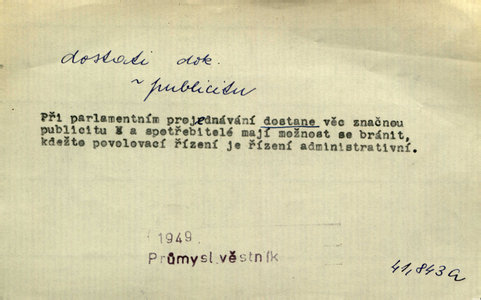 dostati dok.
~ publicitu
Při parlamentním projednávání dostane věc značnou
publicitu X a spotřebitelé mají možnost se bránit,
kdežto povolovací řízení je řízení administrativní.
1949
Průmysl.věstník
41,843a